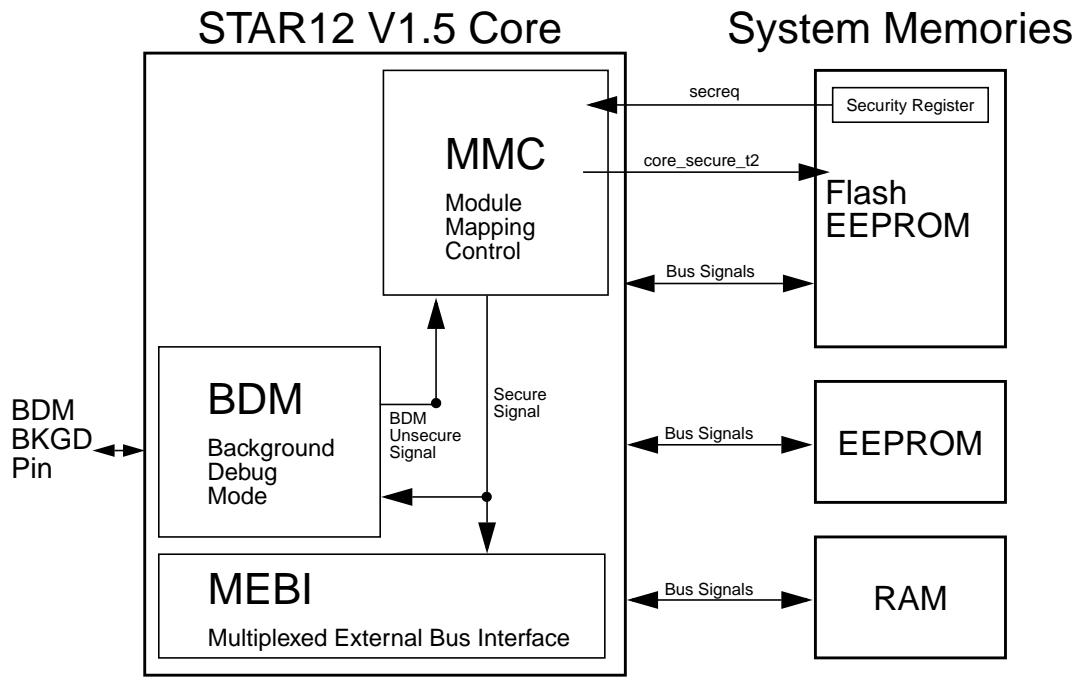 STAR12 V1.5 Core
System Memories
MMC
Module
Mapping
Control
secreq
Security Register
core_secure_t2
Flash
EEPROM
Bus Signals
BDM
BKGD
Pin
BDM
Background
Debug
Mode
BDM
Unsecure
Signal
Secure
Signal
Bus Signals
EEPROM
MEBI
Multiplexed External Bus Interface
Bus Signals
RAM